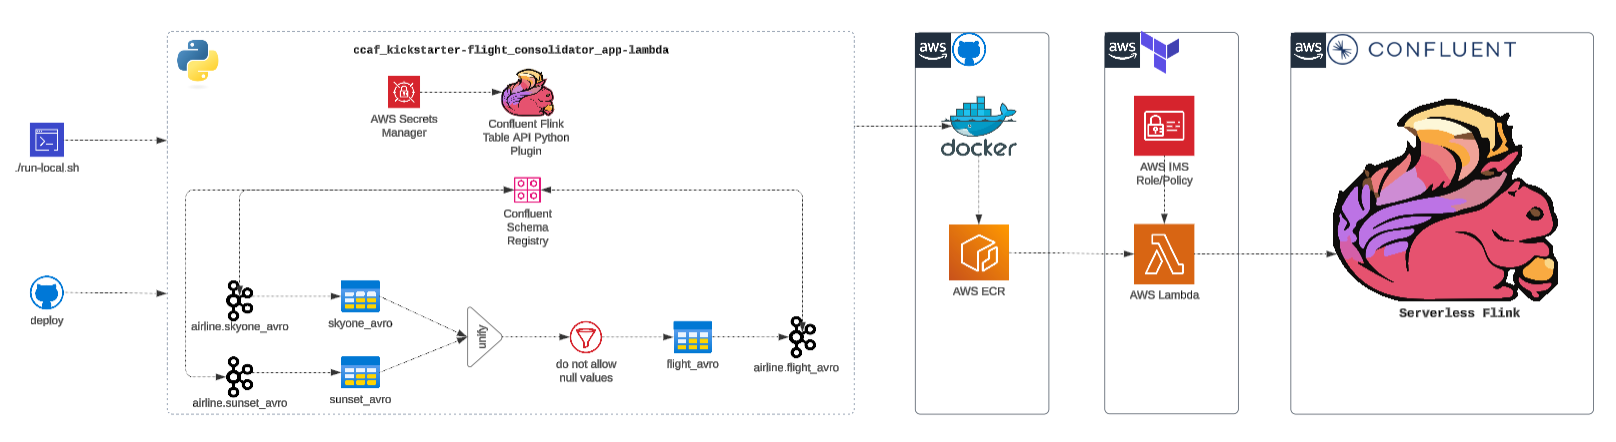 ccaf_kickstarter-flight_consolidator_app-lambda
AWS Secrets
Manager
Confluent Flink
Table API Python
Plugin
./run-local.sh
Confluent
Schema
Registry
deploy
airline.skyone_avro
skyone_avro
airline.sunset_avro
sunset_avro
unify
do not allow
null values
flight_avro
airline.flight_avro
aws
docker
AWS ECR
aws
AWS IMS
Role/Policy
AWS Lambda
aws
CONFLUENT
Serverless Flink